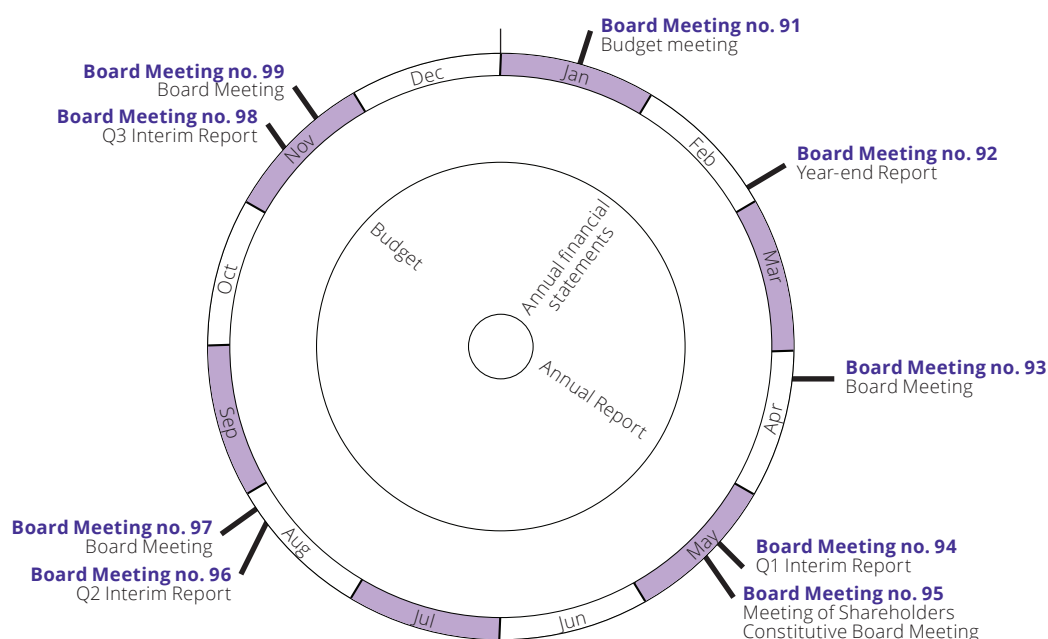 Board Meeting no. 91
Budget meeting
Jan
Dec
Board Meeting no. 99
Board Meeting
Board Meeting no. 98
Q3 Interim Report
Nov
Feb
Board Meeting no. 92
Year-end Report
Budget
Annual financial
statements
Mar
Oct
Annual Report
Board Meeting no. 93
Board Meeting
Apr
Sep
Board Meeting no. 97
Board Meeting
Board Meeting no. 96
Q2 Interim Report
Aug
May
Board Meeting no. 94
Q1 Interim Report
Board Meeting no. 95
Meeting of Shareholders
Constitutive Board Meeting
Jul
Jun